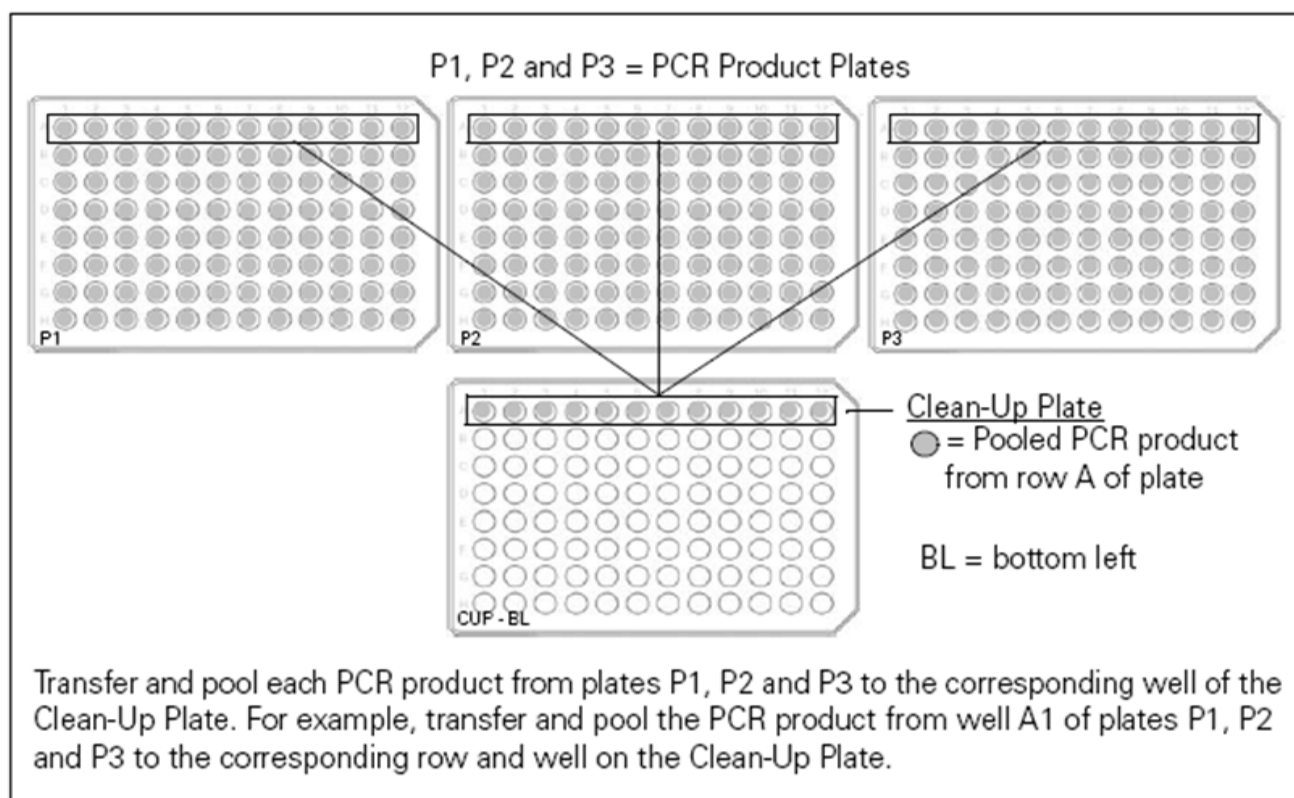 P1, P2 and P3 = PCR Product Plates
P1
P2
P3
Clean-Up Plate
= Pooled PCR product
from row A of plate
BL = bottom left
CUP - BL
Transfer and pool each PCR product from plates P1, P2 and P3 to the corresponding well of the
Clean-Up Plate. For example, transfer and pool the PCR product from well A1 of plates P1, P2
and P3 to the corresponding row and well on the Clean-Up Plate.